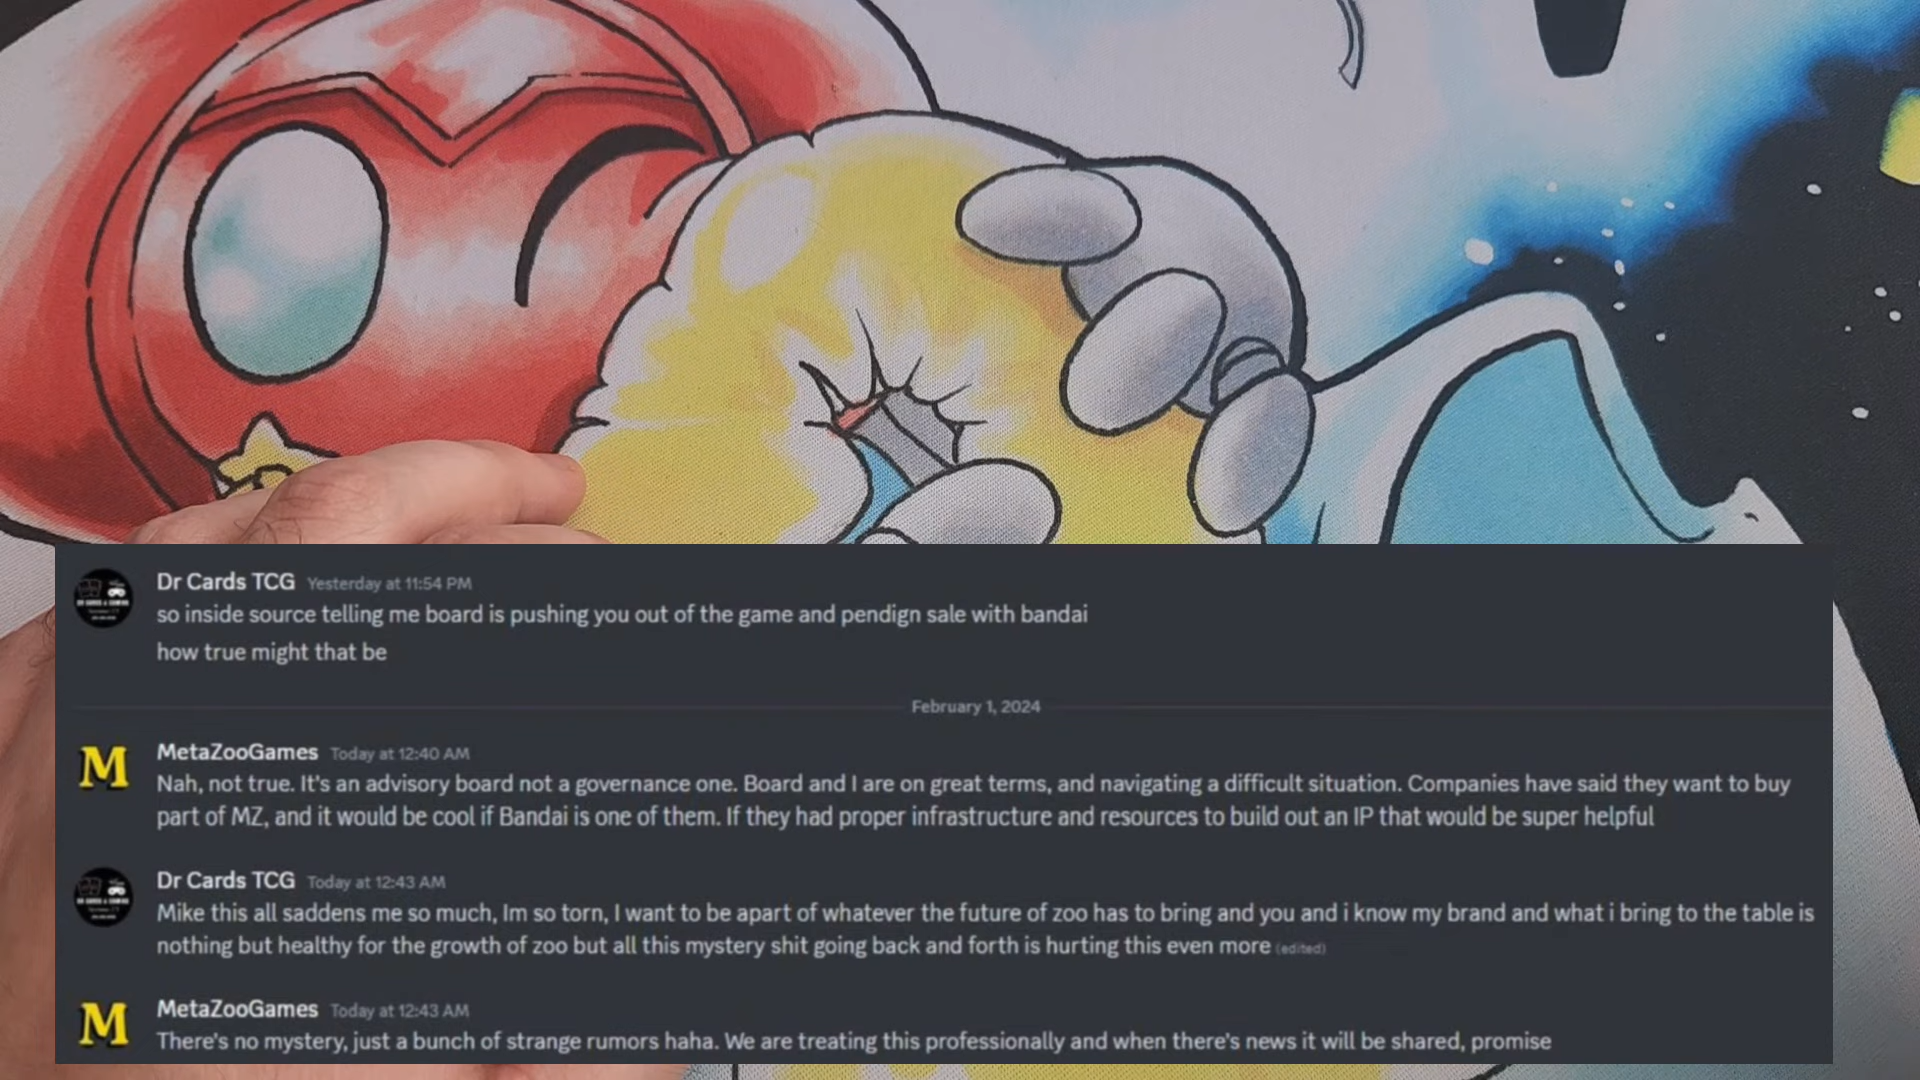 Dr Cards TCG Yesterday at 11:54 PM
so inside source telling me board is pushing you out of the game and pendign sale with bandai
how true might that be
February 1, 2024
M
MetaZooGames Today at 12:40 AM
Nah, not true. It's an advisory board not a governance one. Board and I are on great terms, and navigating a difficult situation. Companies have said they want to buy
part of MZ, and it would be cool if Bandai is one of them. If they had proper infrastructure and resources to build out an IP that would be super helpful
Dr Cards TCG Today at 12:43 AM
Mike this all saddens me so much, Im so torn, I want to be apart of whatever the future of zoo has to bring and you and i know my brand and what i bring to the table is
nothing but healthy for the growth of zoo but all this mystery shit going back and forth is hurting this even more (edited)
M
MetaZooGames Today at 12:43 AM
There's no mystery, just a bunch of strange rumors haha. We are treating this professionally and when there's news it will be shared, promise